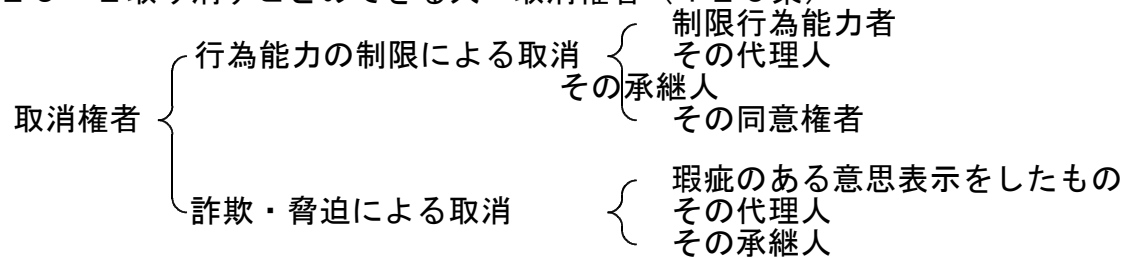 制限行為能力者
行為能力の制限による取消
その代理人
その承継人
取消権者
その同意権者
瑕疵のある意思表示をしたもの
詐欺・脅迫による取消
その代理人
その承継人